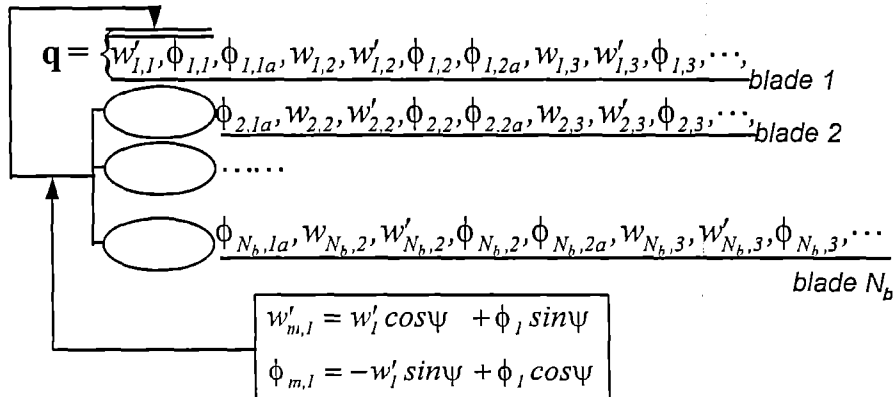 q = {w'_{1,1}, ϕ_{1,1}, ϕ_{1,1a}, w_{1,2}, w'_{1,2}, ϕ_{1,2}, ϕ_{1,2a}, w_{1,3}, w'_{1,3}, ϕ_{1,3}, ⋯,
blade 1
ϕ_{2,1a}, w_{2,2}, w'_{2,2}, ϕ_{2,2}, ϕ_{2,2a}, w_{2,3}, w'_{2,3}, ϕ_{2,3}, ⋯,
blade 2
⋯⋯
ϕ_{N_b,1a}, w_{N_b,2}, w'_{N_b,2}, ϕ_{N_b,2}, ϕ_{N_b,2a}, w_{N_b,3}, w'_{N_b,3}, ϕ_{N_b,3}, ⋯
blade N_b
w'_{m,1} = w'_1 cosψ + ϕ_1 sinψ
ϕ_{m,1} = -w'_1 sinψ + ϕ_1 cosψ